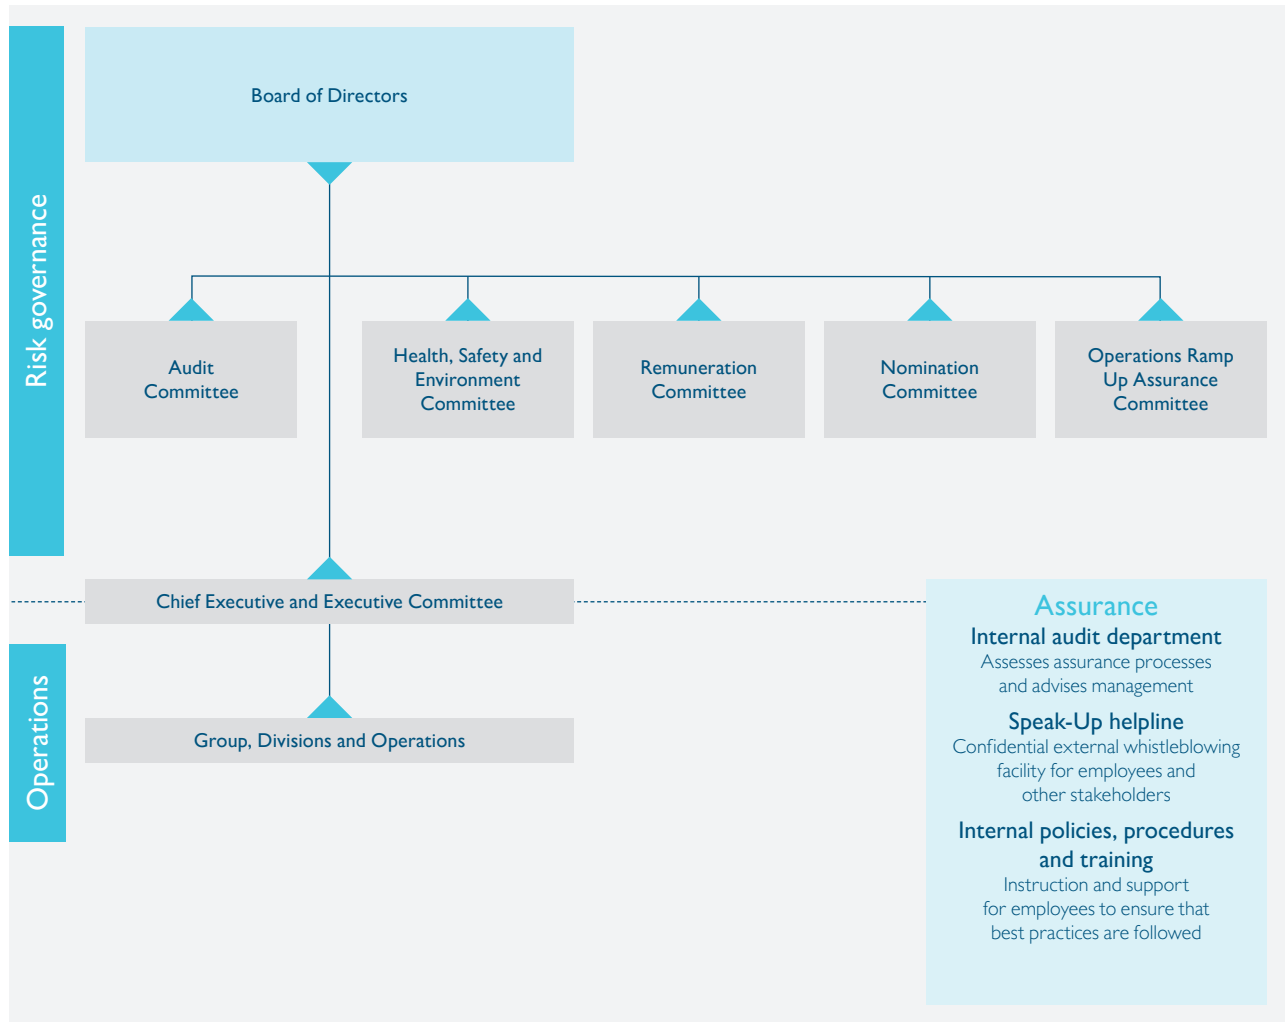 Risk governance
Board of Directors
Audit
Committee
Health, Safety and
Environment
Committee
Remuneration
Committee
Nomination
Committee
Operations Ramp
Up Assurance
Committee
Chief Executive and Executive Committee
Operations
Group, Divisions and Operations
Assurance
Internal audit department
Assesses assurance processes
and advises management
Speak-Up helpline
Confidential external whistleblowing
facility for employees and
other stakeholders
Internal policies, procedures
and training
Instruction and support
for employees to ensure that
best practices are followed